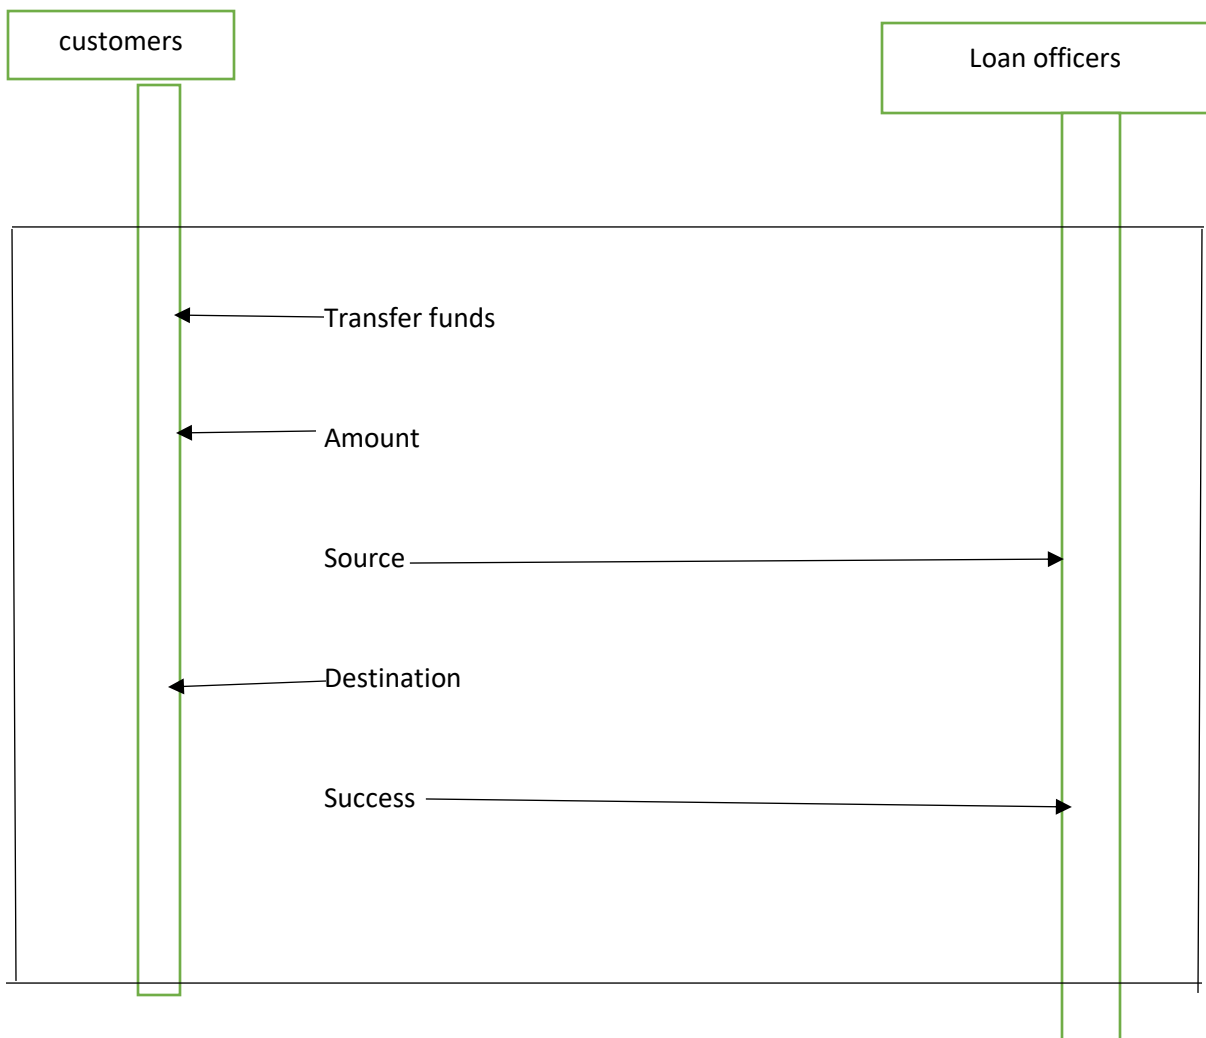 customers
Loan officers
Transfer funds
Amount
Source
Destination
Success